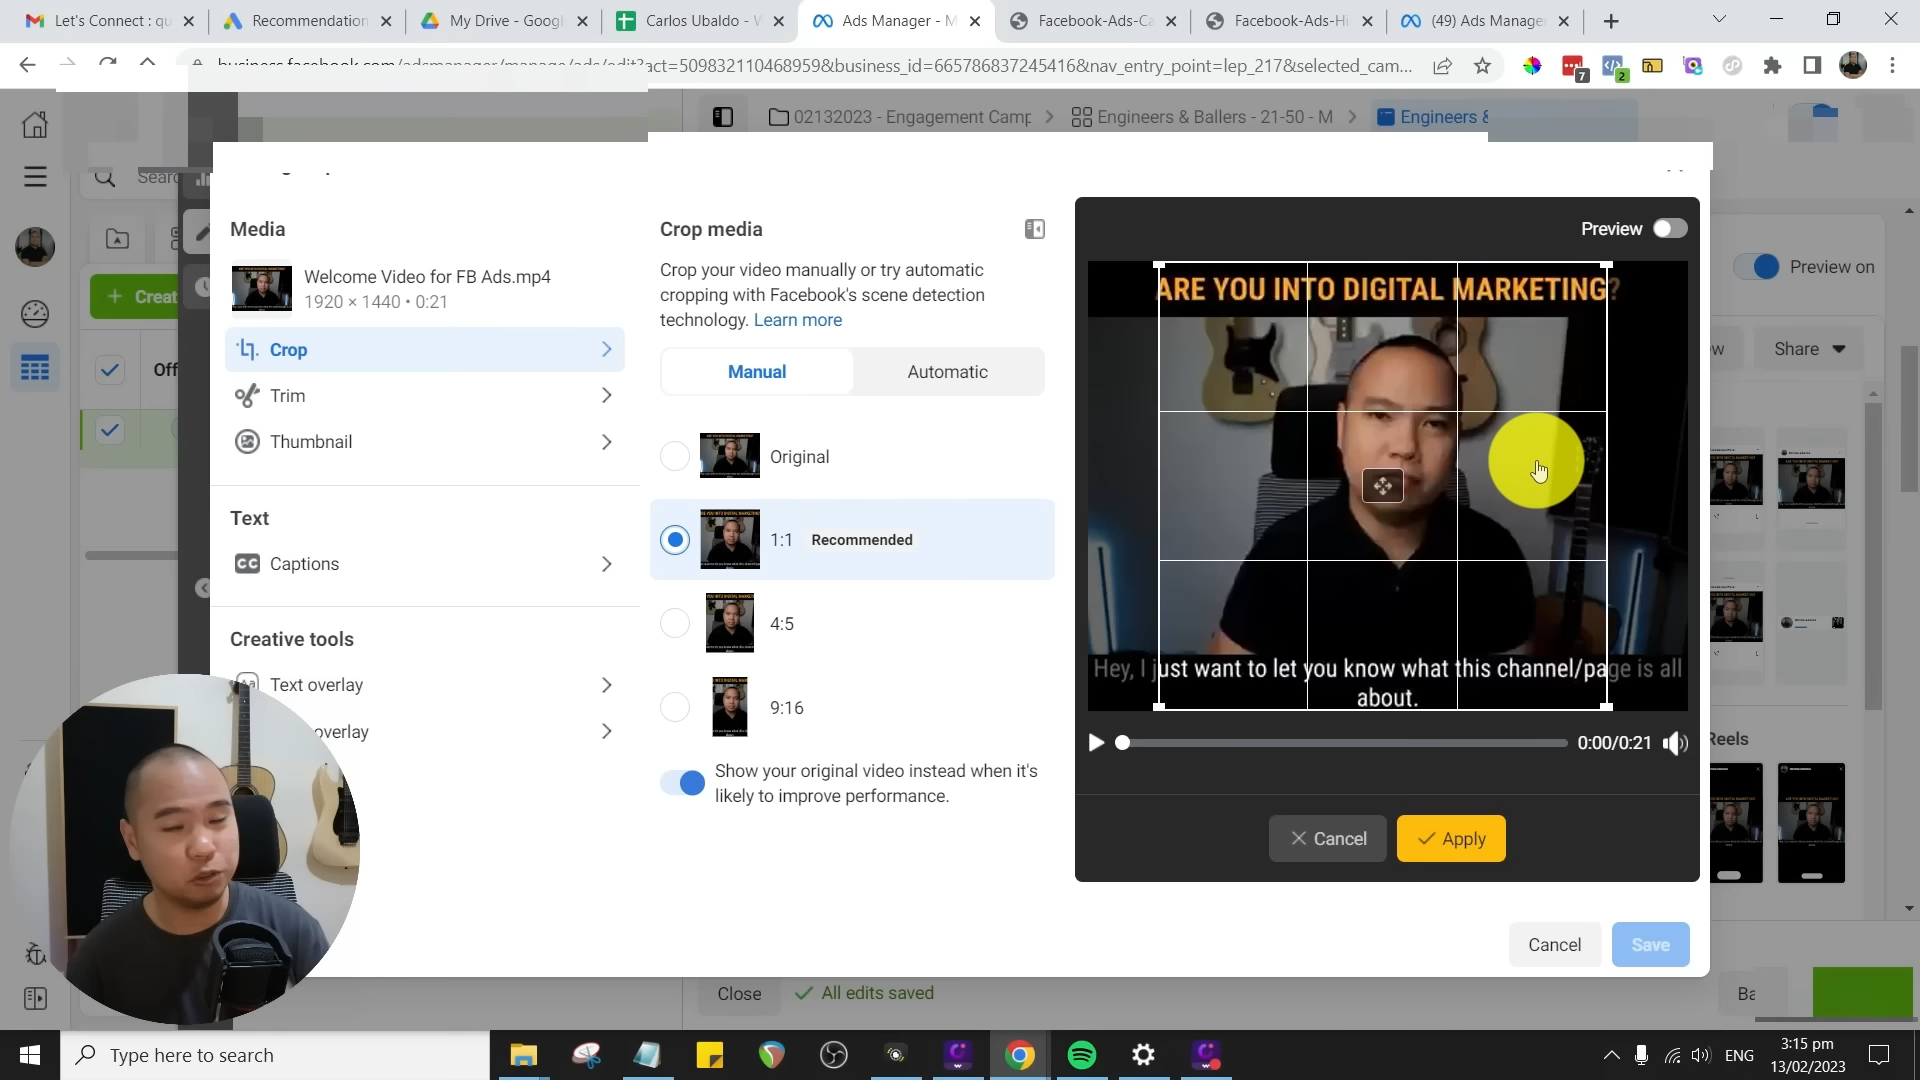 Let's Connect : qu
Recommendation
My Drive - Googl
Carlos Ubaldo - W
Ads Manager - M
Facebook-Ads-Ca
Facebook-Ads-Hi
(49) Ads Manage
act=509832110468959&business_id=665786837245416&nav_entry_point=lep_217&selected_cam...
7
2
02132023 - Engagement Camp
Engineers & Ballers - 21-50 - M
Engineers &
Sear
Media
Welcome Video for FB Ads.mp4
1920 × 1440 • 0:21
Crop
Trim
Thumbnail
Text
CC Captions
Creative tools
Text overlay
overlay
Creat
Off
Crop media
Crop your video manually or try automatic
cropping with Facebook's scene detection
technology. Learn more
Manual
Automatic
Original
1:1 Recommended
4:5
9:16
Show your original video instead when it's
likely to improve performance.
Preview
ARE YOU INTO DIGITAL MARKETING?
Hey, I just want to let you know what this channel/page is all
about.
0:00/0:21
Cancel
Apply
Cancel
Save
Preview on
Share
Reels
Close
All edits saved
Ba
Type here to search
ENG
3:15 pm
13/02/2023